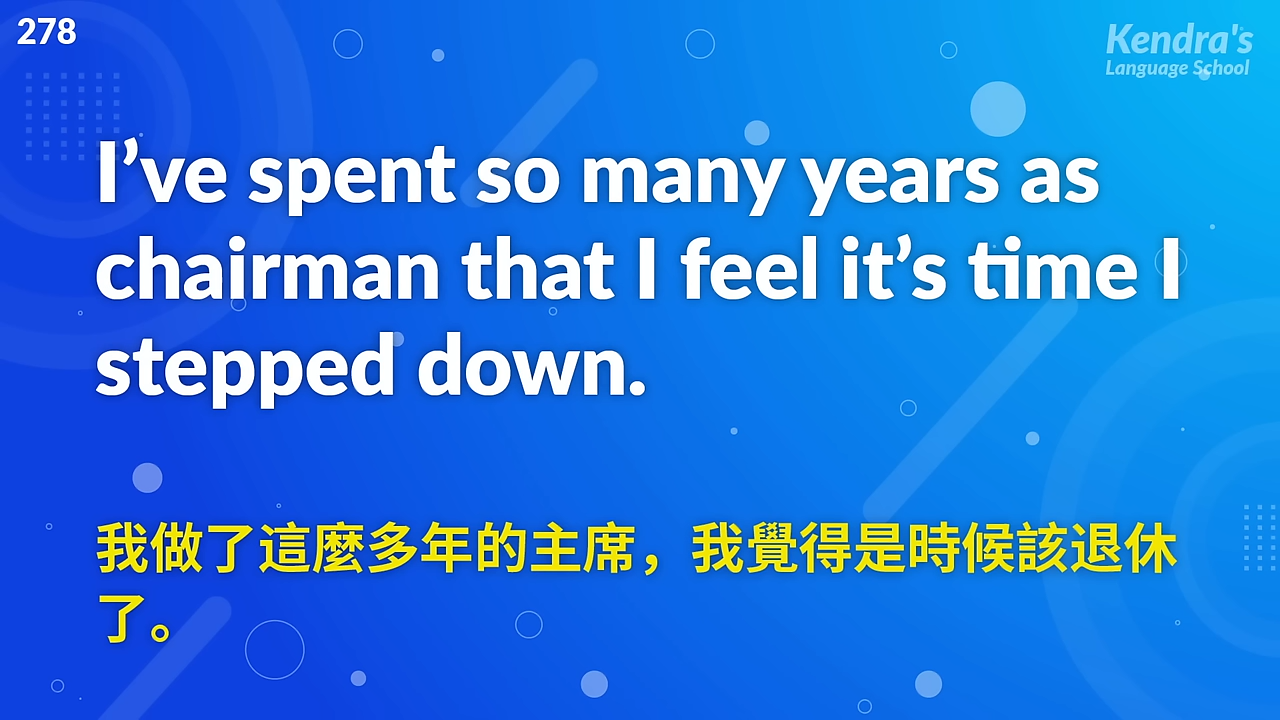 278
Kendra's
Language School
I’ve spent so many years as
chairman that I feel it’s time I
stepped down.
我做了這麼多年的主席，我覺得是時候該退休
了。